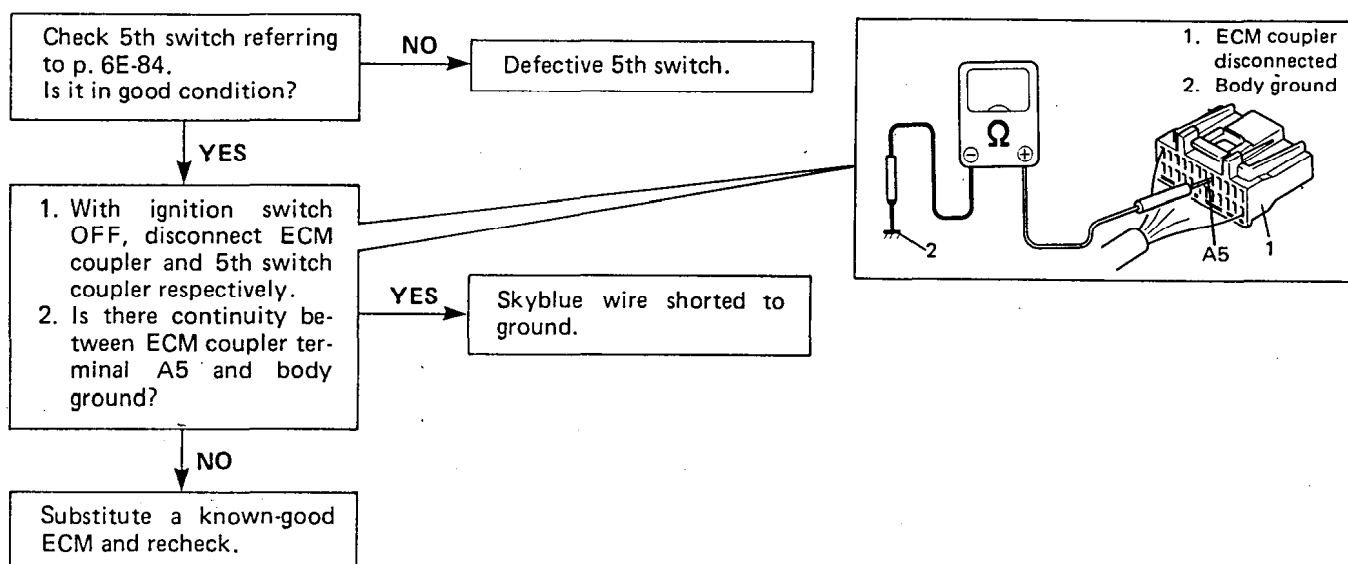 Check 5th switch referring
to p. 6E-84.
Is it in good condition?
NO
Defective 5th switch.
YES
1. With ignition switch
OFF, disconnect ECM
coupler and 5th switch
coupler respectively.
2. Is there continuity be-
tween ECM coupler ter-
minal A5 and body
ground?
YES
Skyblue wire shorted to
ground.
NO
Substitute a known-good
ECM and recheck.
1. ECM coupler
disconnected
2. Body ground
Ω
⊖ ⊕
2
A5
1